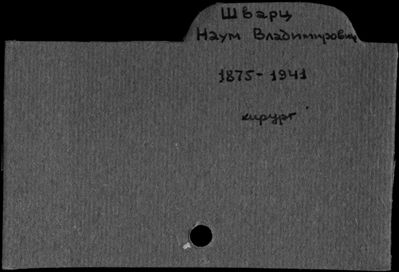 Шварц
Наум Владимирович
1875-1941
хирург